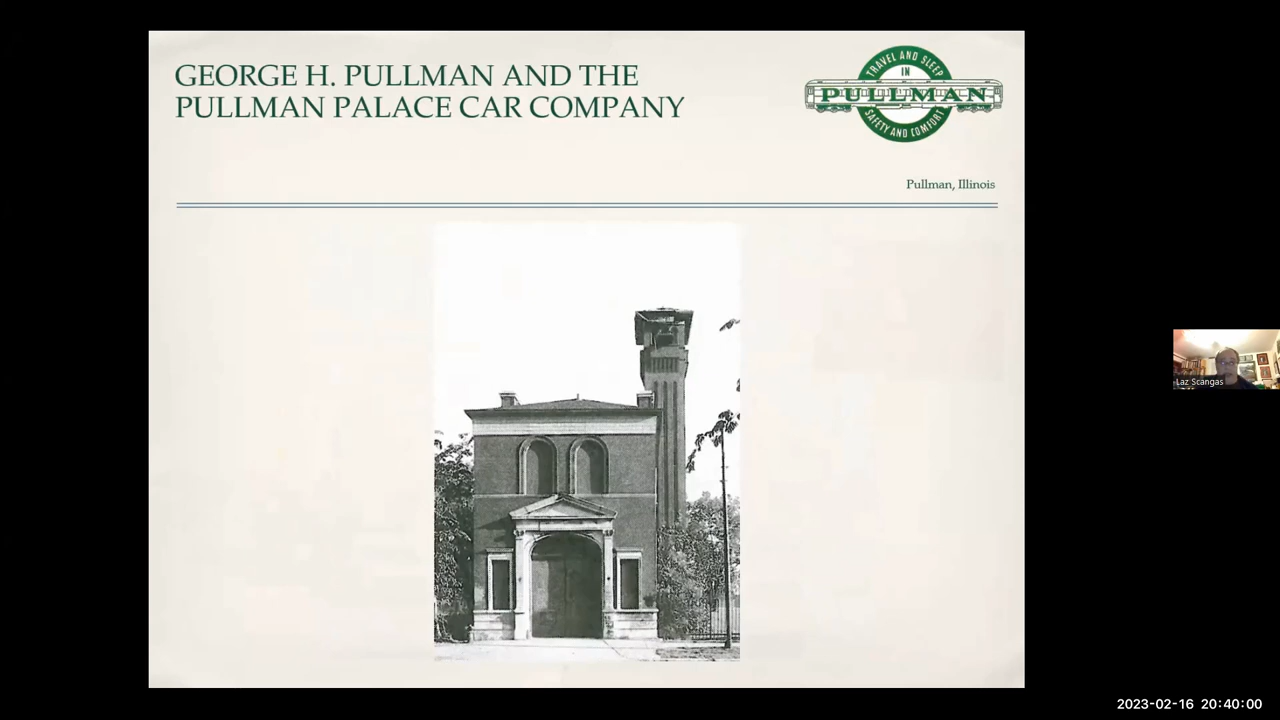 GEORGE H. PULLMAN AND THE
PULLMAN PALACE CAR COMPANY
TRAVEL AND SLEEP
IN
PULLMAN
SAFETY AND COMFORT
Pullman, Illinois
Laz Scangas
2023-02-16 20:40:00